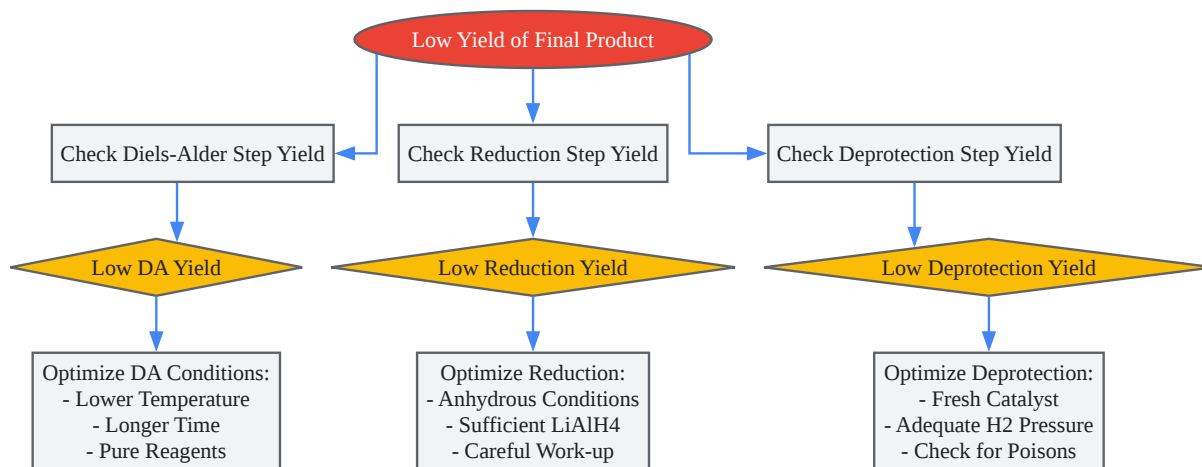 Low Yield of Final Product
Check Diels-Alder Step Yield
Check Reduction Step Yield
Check Deprotection Step Yield
Low DA Yield
Low Reduction Yield
Low Deprotection Yield
Optimize DA Conditions:
- Lower Temperature
- Longer Time
- Pure Reagents
Optimize Reduction:
- Anhydrous Conditions
- Sufficient LiAlH4
- Careful Work-up
Optimize Deprotection:
- Fresh Catalyst
- Adequate H2 Pressure
- Check for Poisons